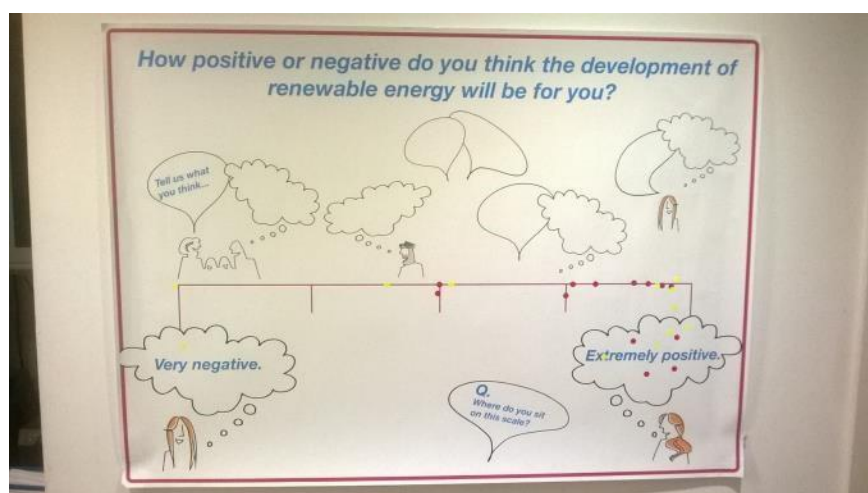 How positive or negative do you think the development of
renewable energy will be for you?
Tell us what
you think...
Very negative.
Extremely positive.
Q.
Where do you sit
on this scale?